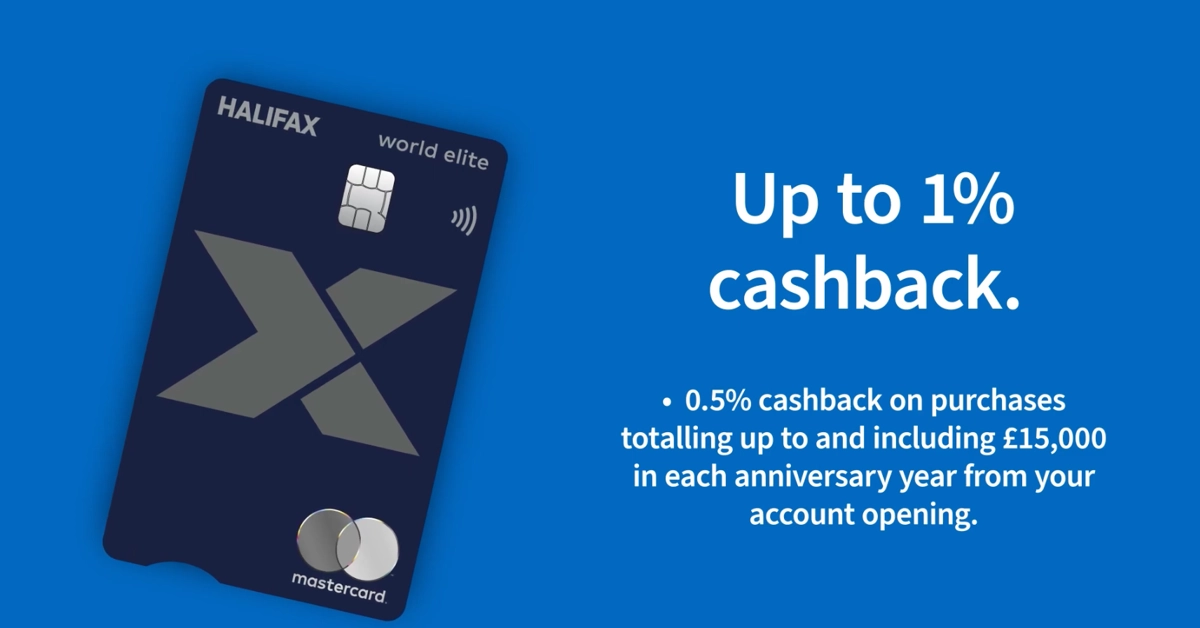 HALIFAX
world elite
mastercard.
Up to 1%
cashback.
• 0.5% cashback on purchases
totalling up to and including £15,000
in each anniversary year from your
account opening.